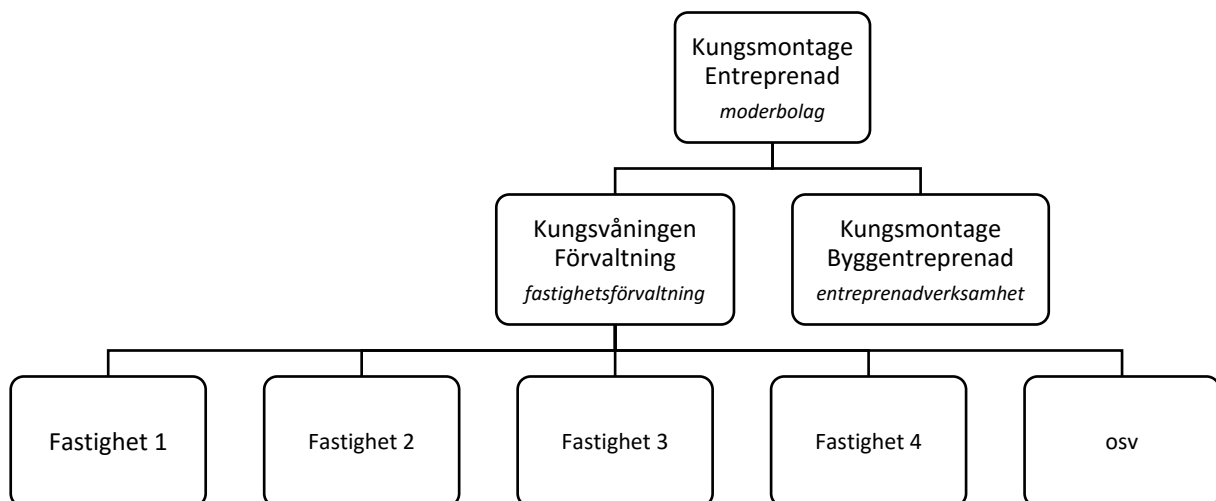 Kungsmontage
Entreprenad
moderbolag
Kungsvåningen
Förvaltning
fastighetsförvaltning
Kungsmontage
Byggentreprenad
entreprenadverksamhet
Fastighet 1
Fastighet 2
Fastighet 3
Fastighet 4
osv